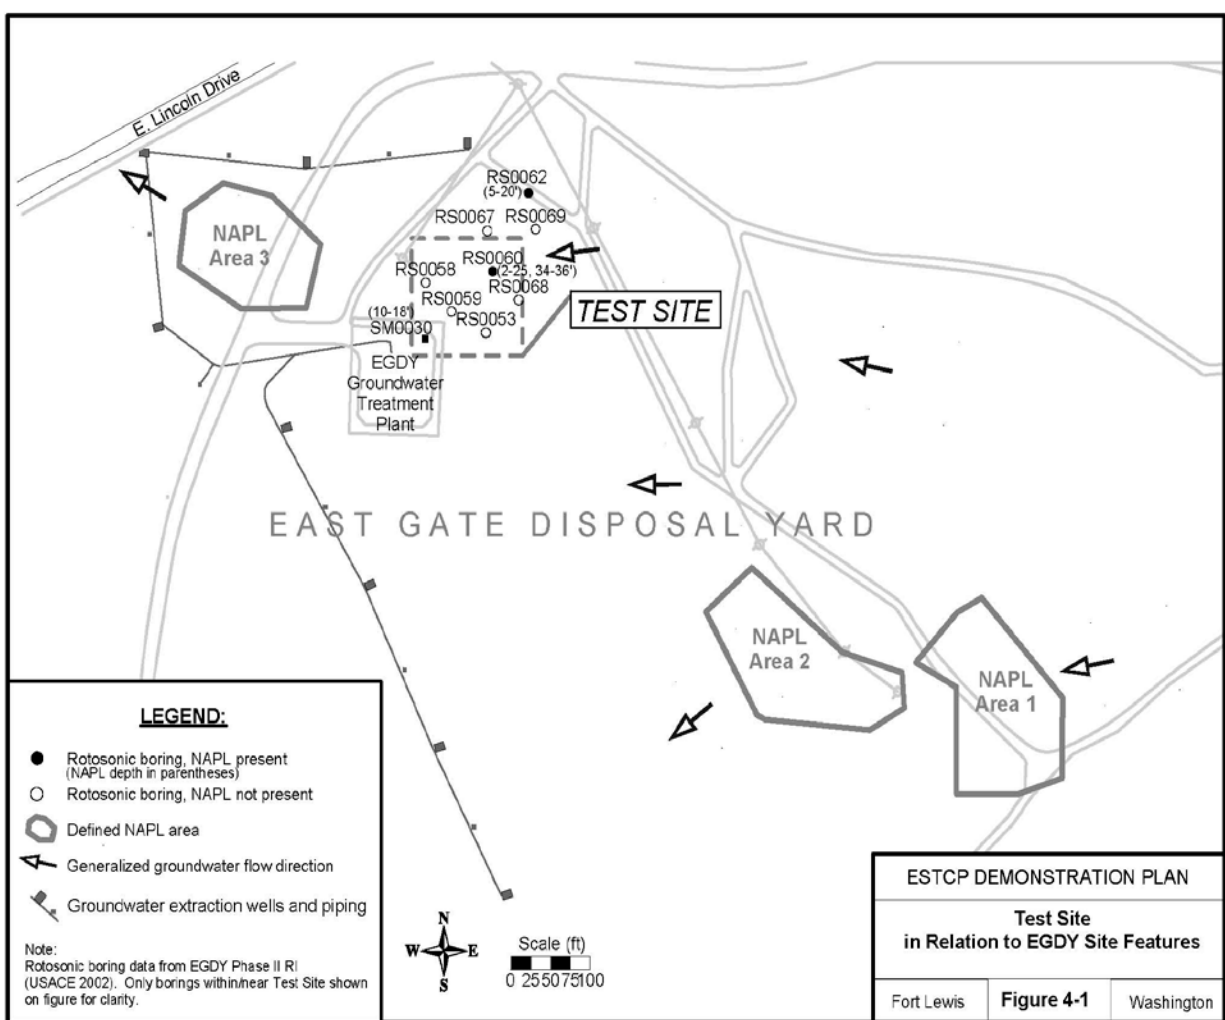 E. Lincoln Drive
RS0062
(5-20')
RS0067
RS0069
NAPL
Area 3
RS0060
(2-25, 34-36')
RS0058
RS0068
RS0059
(10-18')
RS0053
SM0030
TEST SITE
EGDY
Groundwater
Treatment
Plant
EAST GATE DISPOSAL YARD
NAPL
Area 2
NAPL
Area 1
LEGEND:
Rotosonic boring, NAPL present
(NAPL depth in parentheses)
Rotosonic boring, NAPL not present
Defined NAPL area
Generalized groundwater flow direction
Groundwater extraction wells and piping
Note:
Rotosonic boring data from EGDY Phase II RI
(USACE 2002). Only borings within/near Test Site shown
on figure for clarity.
N
W E
S
Scale (ft)
0 25 50 75 100
ESTCP DEMONSTRATION PLAN
Test Site
in Relation to EGDY Site Features
Fort Lewis
Figure 4-1
Washington